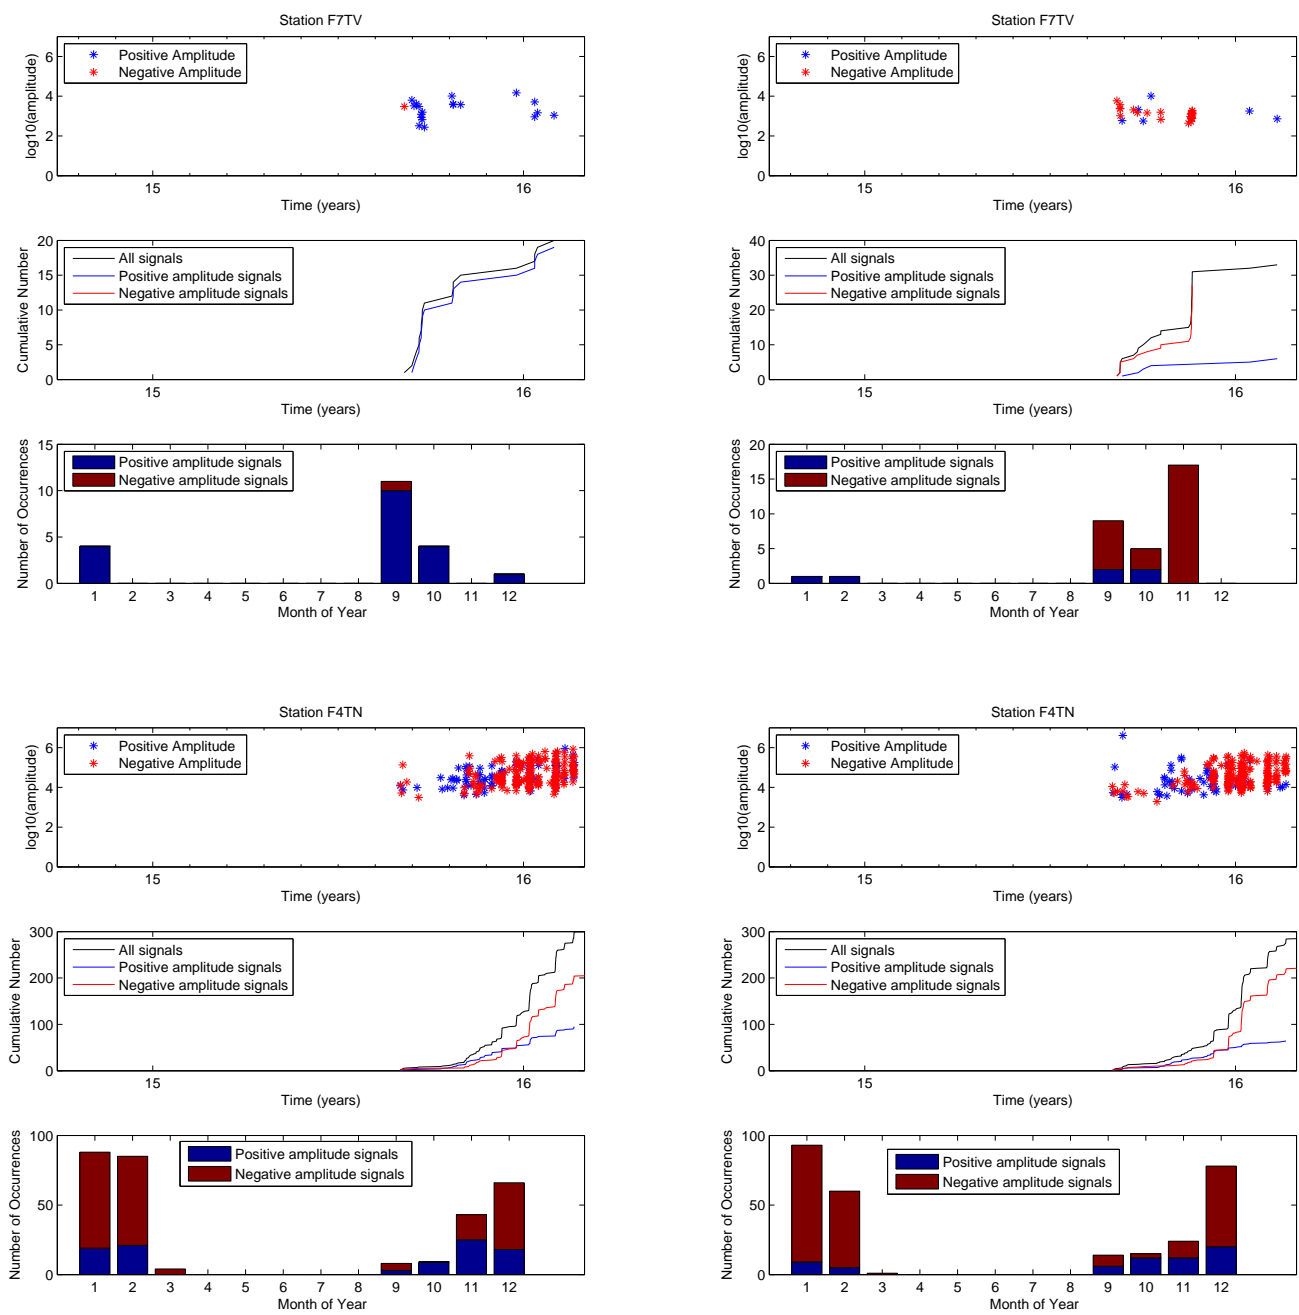 Station F7TV
6
4
2
0
log10(amplitude)
Positive Amplitude
Negative Amplitude
15
16
Time (years)
20
15
10
5
0
Cumulative Number
All signals
Positive amplitude signals
Negative amplitude signals
15
16
Time (years)
15
10
5
0
Number of Occurrences
Positive amplitude signals
Negative amplitude signals
1 2 3 4 5 6 7 8 9 10 11 12
Month of Year
Station F7TV
6
4
2
0
log10(amplitude)
Positive Amplitude
Negative Amplitude
15
16
Time (years)
40
30
20
10
0
Cumulative Number
All signals
Positive amplitude signals
Negative amplitude signals
15
16
Time (years)
20
15
10
5
0
Number of Occurrences
Positive amplitude signals
Negative amplitude signals
1 2 3 4 5 6 7 8 9 10 11 12
Month of Year
Station F4TN
6
4
2
0
log10(amplitude)
Positive Amplitude
Negative Amplitude
15
16
Time (years)
300
200
100
0
Cumulative Number
All signals
Positive amplitude signals
Negative amplitude signals
15
16
Time (years)
100
50
0
Number of Occurrences
Positive amplitude signals
Negative amplitude signals
1 2 3 4 5 6 7 8 9 10 11 12
Month of Year
Station F4TN
6
4
2
0
log10(amplitude)
Positive Amplitude
Negative Amplitude
15
16
Time (years)
300
200
100
0
Cumulative Number
All signals
Positive amplitude signals
Negative amplitude signals
15
16
Time (years)
100
50
0
Number of Occurrences
Positive amplitude signals
Negative amplitude signals
1 2 3 4 5 6 7 8 9 10 11 12
Month of Year